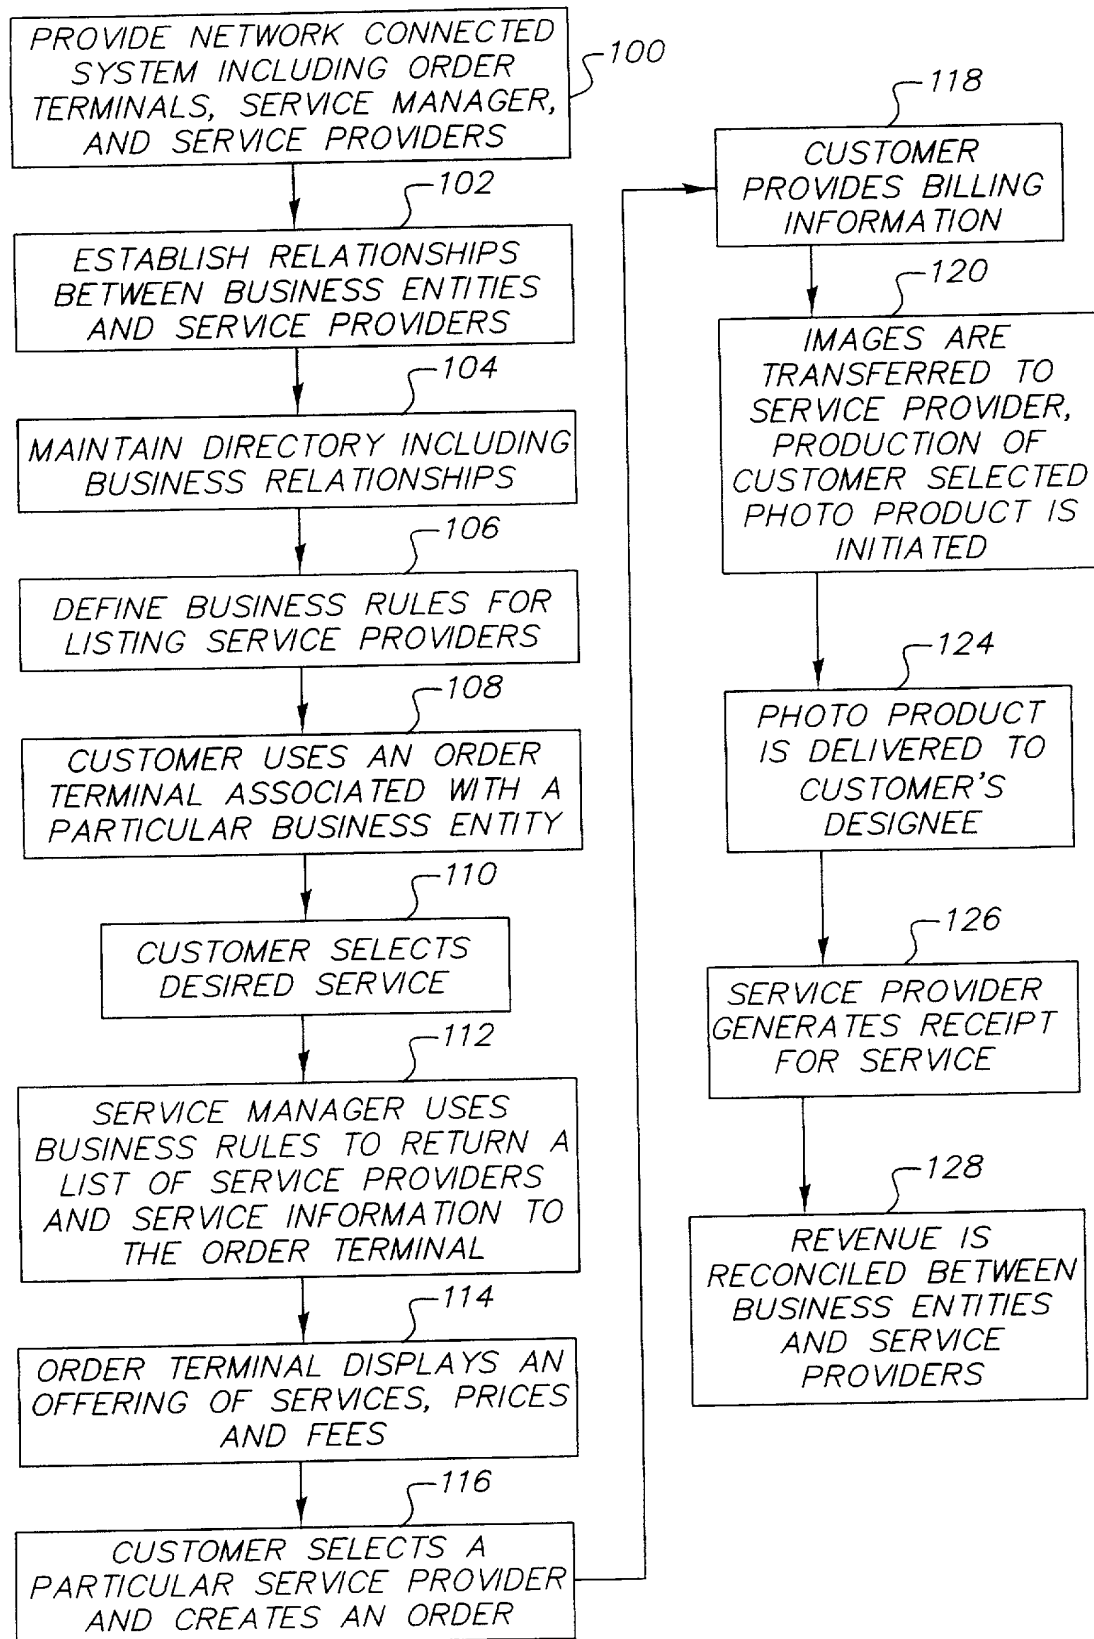 PROVIDE NETWORK CONNECTED
SYSTEM INCLUDING ORDER
TERMINALS, SERVICE MANAGER,
AND SERVICE PROVIDERS
100
102
ESTABLISH RELATIONSHIPS
BETWEEN BUSINESS ENTITIES
AND SERVICE PROVIDERS
104
MAINTAIN DIRECTORY INCLUDING
BUSINESS RELATIONSHIPS
106
DEFINE BUSINESS RULES FOR
LISTING SERVICE PROVIDERS
108
CUSTOMER USES AN ORDER
TERMINAL ASSOCIATED WITH A
PARTICULAR BUSINESS ENTITY
110
CUSTOMER SELECTS
DESIRED SERVICE
112
SERVICE MANAGER USES
BUSINESS RULES TO RETURN A
LIST OF SERVICE PROVIDERS
AND SERVICE INFORMATION TO
THE ORDER TERMINAL
114
ORDER TERMINAL DISPLAYS AN
OFFERING OF SERVICES, PRICES
AND FEES
116
CUSTOMER SELECTS A
PARTICULAR SERVICE PROVIDER
AND CREATES AN ORDER
118
CUSTOMER
PROVIDES BILLING
INFORMATION
120
IMAGES ARE
TRANSFERRED TO
SERVICE PROVIDER,
PRODUCTION OF
CUSTOMER SELECTED
PHOTO PRODUCT IS
INITIATED
124
PHOTO PRODUCT
IS DELIVERED TO
CUSTOMER'S
DESIGNEE
126
SERVICE PROVIDER
GENERATES RECEIPT
FOR SERVICE
128
REVENUE IS
RECONCILED BETWEEN
BUSINESS ENTITIES
AND SERVICE
PROVIDERS